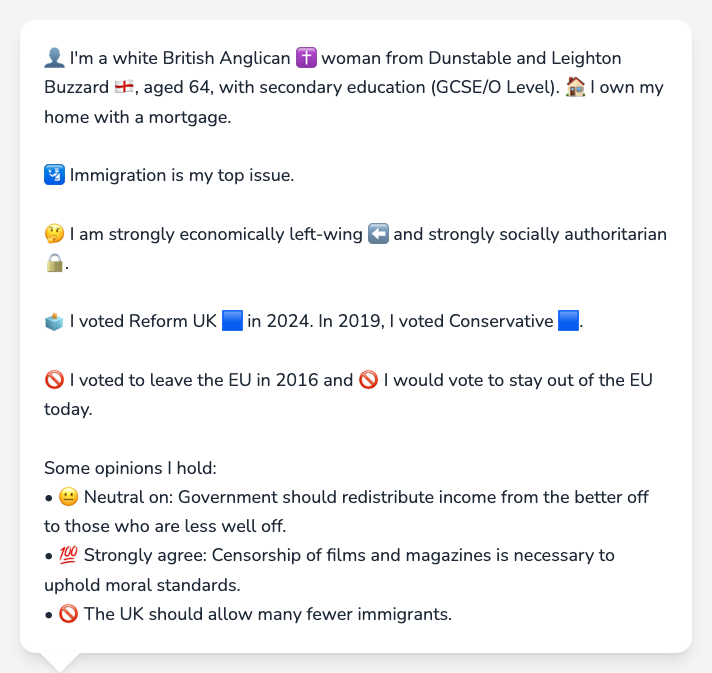 👤 I'm a white British Anglican ✝️ woman from Dunstable and Leighton
Buzzard 🏴󠁧󠁢󠁥󠁮󠁧󠁿, aged 64, with secondary education (GCSE/O Level). 🏠 I own my
home with a mortgage.
🛂 Immigration is my top issue.
🤔 I am strongly economically left-wing ⬅️ and strongly socially authoritarian
🔒.
🗳️ I voted Reform UK 🟦 in 2024. In 2019, I voted Conservative 🟦.
🚫 I voted to leave the EU in 2016 and 🚫 I would vote to stay out of the EU
today.
Some opinions I hold:
• 😐 Neutral on: Government should redistribute income from the better off
to those who are less well off.
• 💯 Strongly agree: Censorship of films and magazines is necessary to
uphold moral standards.
• 🚫 The UK should allow many fewer immigrants.